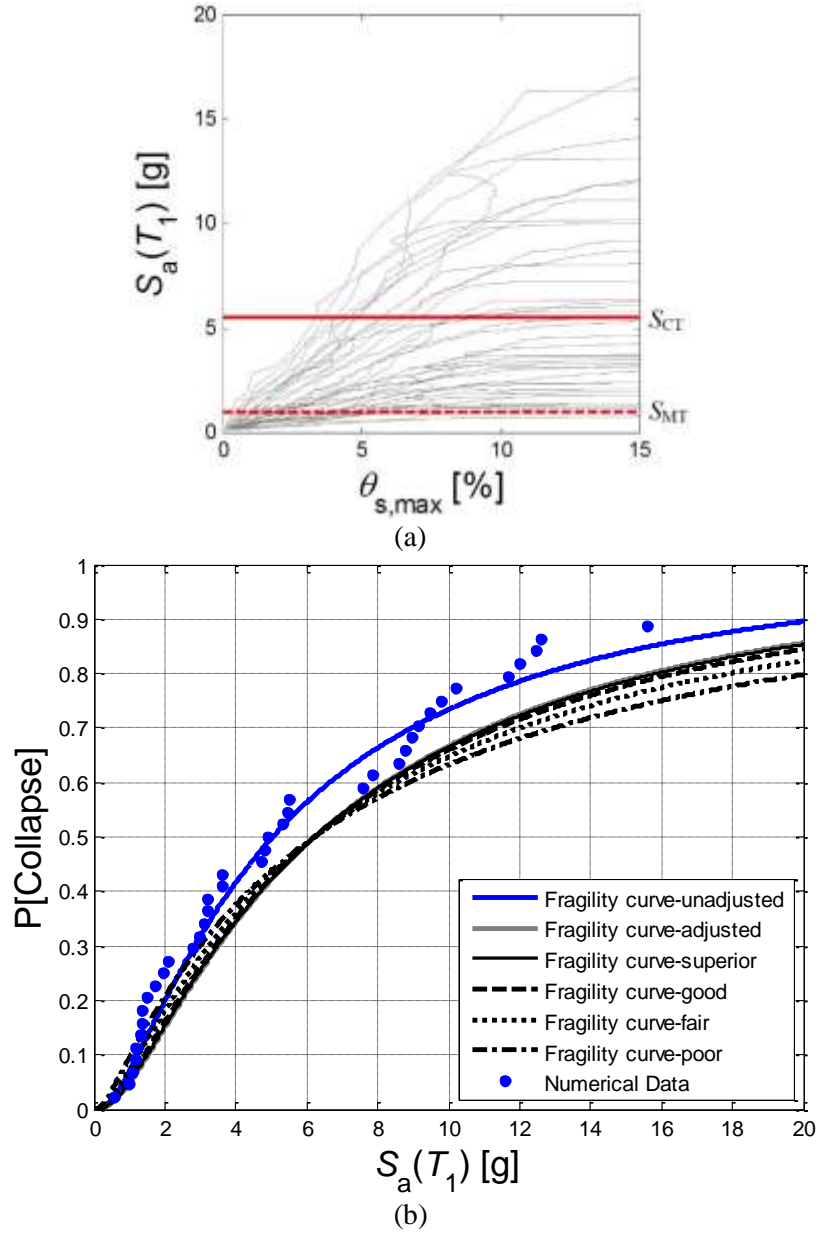 20
15
10
5
0
S_a(T_1) [g]
S_CT
S_MT
0 5 10 15
θ_s,max [%]
(a)
1
0.9
0.8
0.7
0.6
0.5
0.4
0.3
0.2
0.1
0
P[Collapse]
Fragility curve-unadjusted
Fragility curve-adjusted
Fragility curve-superior
Fragility curve-good
Fragility curve-fair
Fragility curve-poor
Numerical Data
0 2 4 6 8 10 12 14 16 18 20
S_a(T_1) [g]
(b)